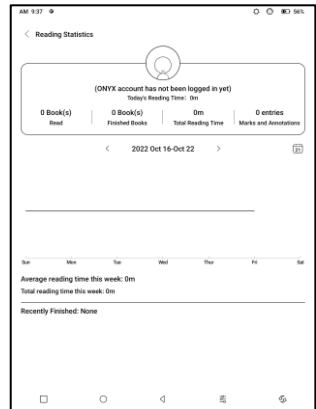 AM 9:37 56%
Reading Statistics
(ONYX account has not been logged in yet)
Today's Reading Time: 0m
0 Book(s) 0 Book(s) 0m 0 entries
Read Finished Books Total Reading Time Marks and Annotations
2022 Oct 16-Oct 22
Sun Mon Tue Wed Thur Fri Sat
Average reading time this week: 0m
Total reading time this week: 0m
Recently Finished: None